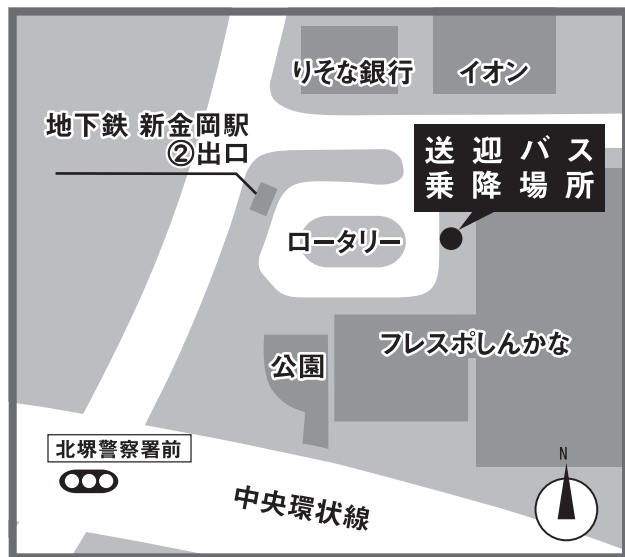 りそな銀行
イオン
地下鉄 新金岡駅
②出口
送迎バス
乗降場所
ロータリー
フレスポしんかな
公園
北堺警察署前
中央環状線
N